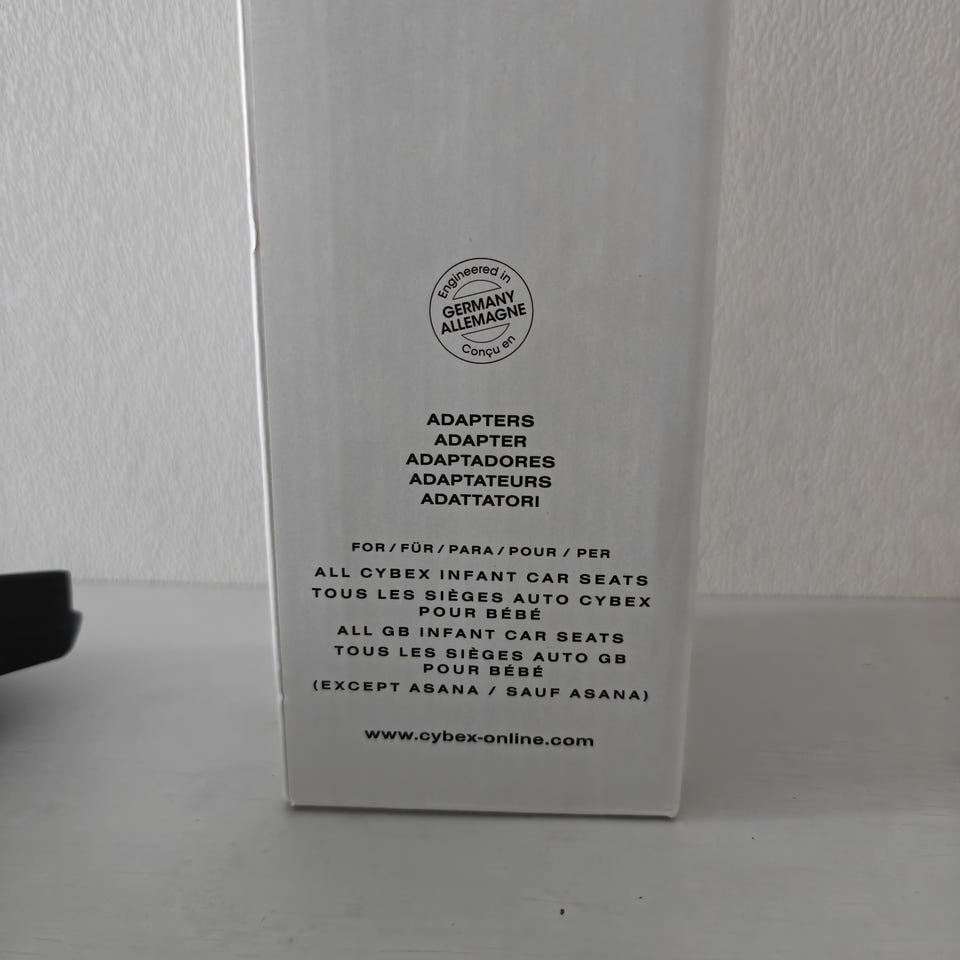 Engineered in
GERMANY
ALLEMAGNE
Conçu en
ADAPTERS
ADAPTER
ADAPTADORES
ADAPTATEURS
ADATTATORI
FOR / FÜR / PARA / POUR / PER
ALL CYBEX INFANT CAR SEATS
TOUS LES SIÈGES AUTO CYBEX
POUR BÉBÉ
ALL GB INFANT CAR SEATS
TOUS LES SIÈGES AUTO GB
POUR BÉBÉ
(EXCEPT ASANA / SAUF ASANA)
www.cybex-online.com